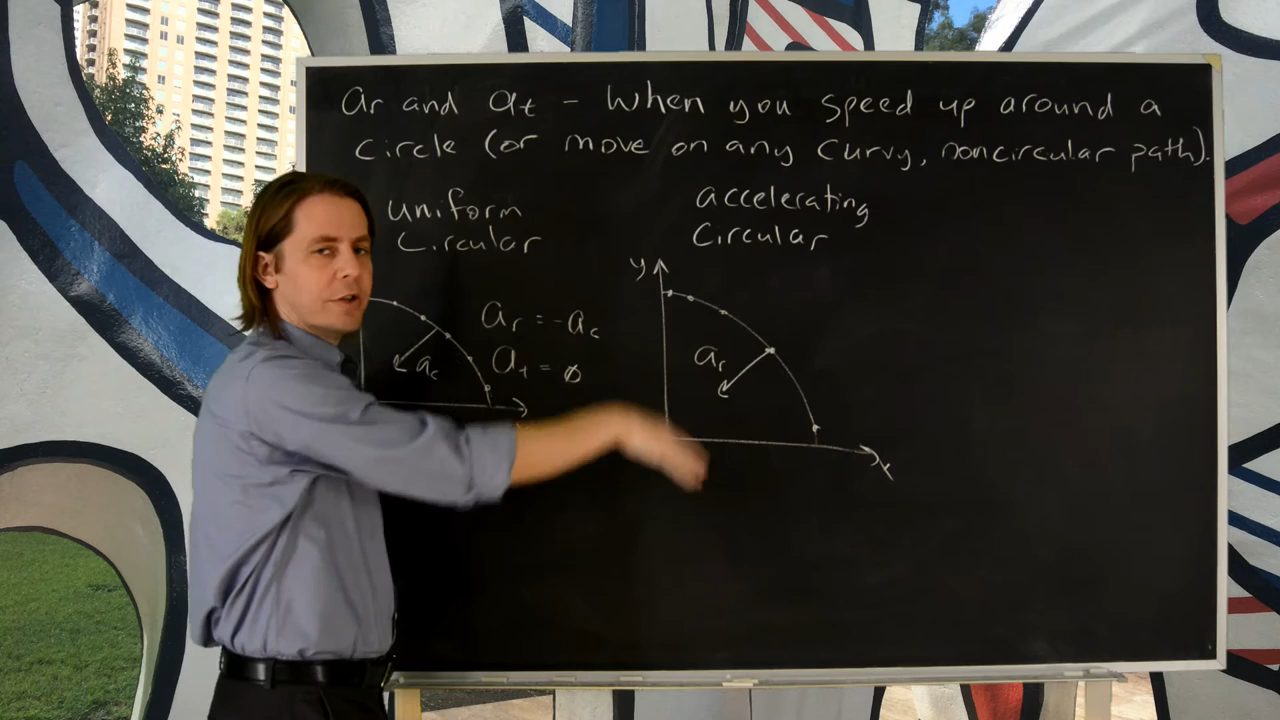 ar and at - When you speed up around a
circle (or move on any curvy, noncircular path).
uniform
Circular
ar = -ac
at = ø
ac
accelerating
Circular
y
ar
x